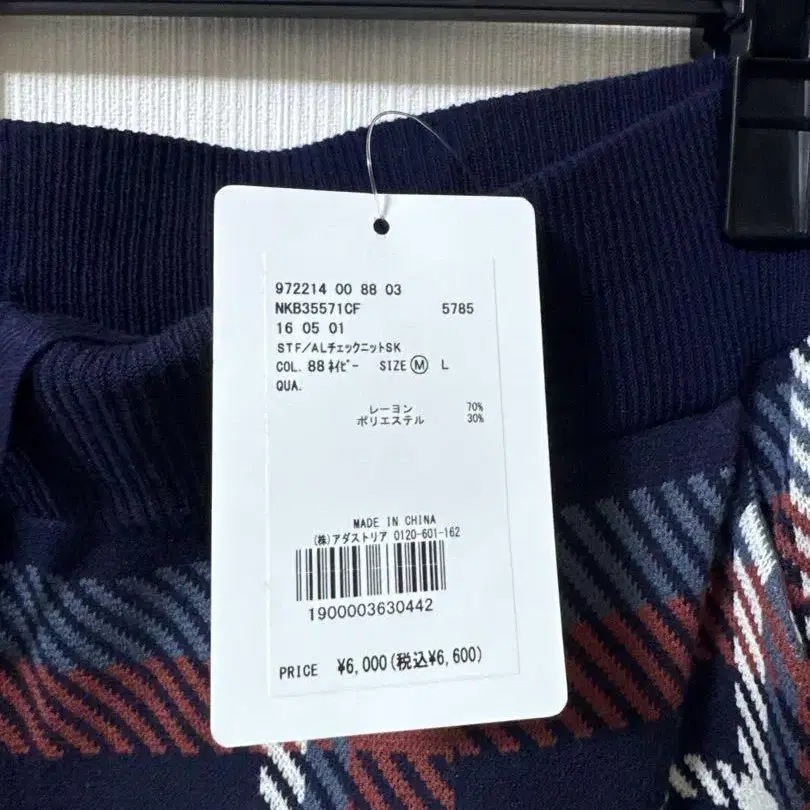 972214 00 88 03
NKB35571CF 5785
16 05 01
STF/ALチェックニットSK
COL. 88 ネイビー SIZE Ⓜ L
QUA.
レーヨン 70%
ポリエステル 30%
MADE IN CHINA
(株)アダストリア 0120-601-162
1900003630442
PRICE ¥6,000(税込¥6,600)